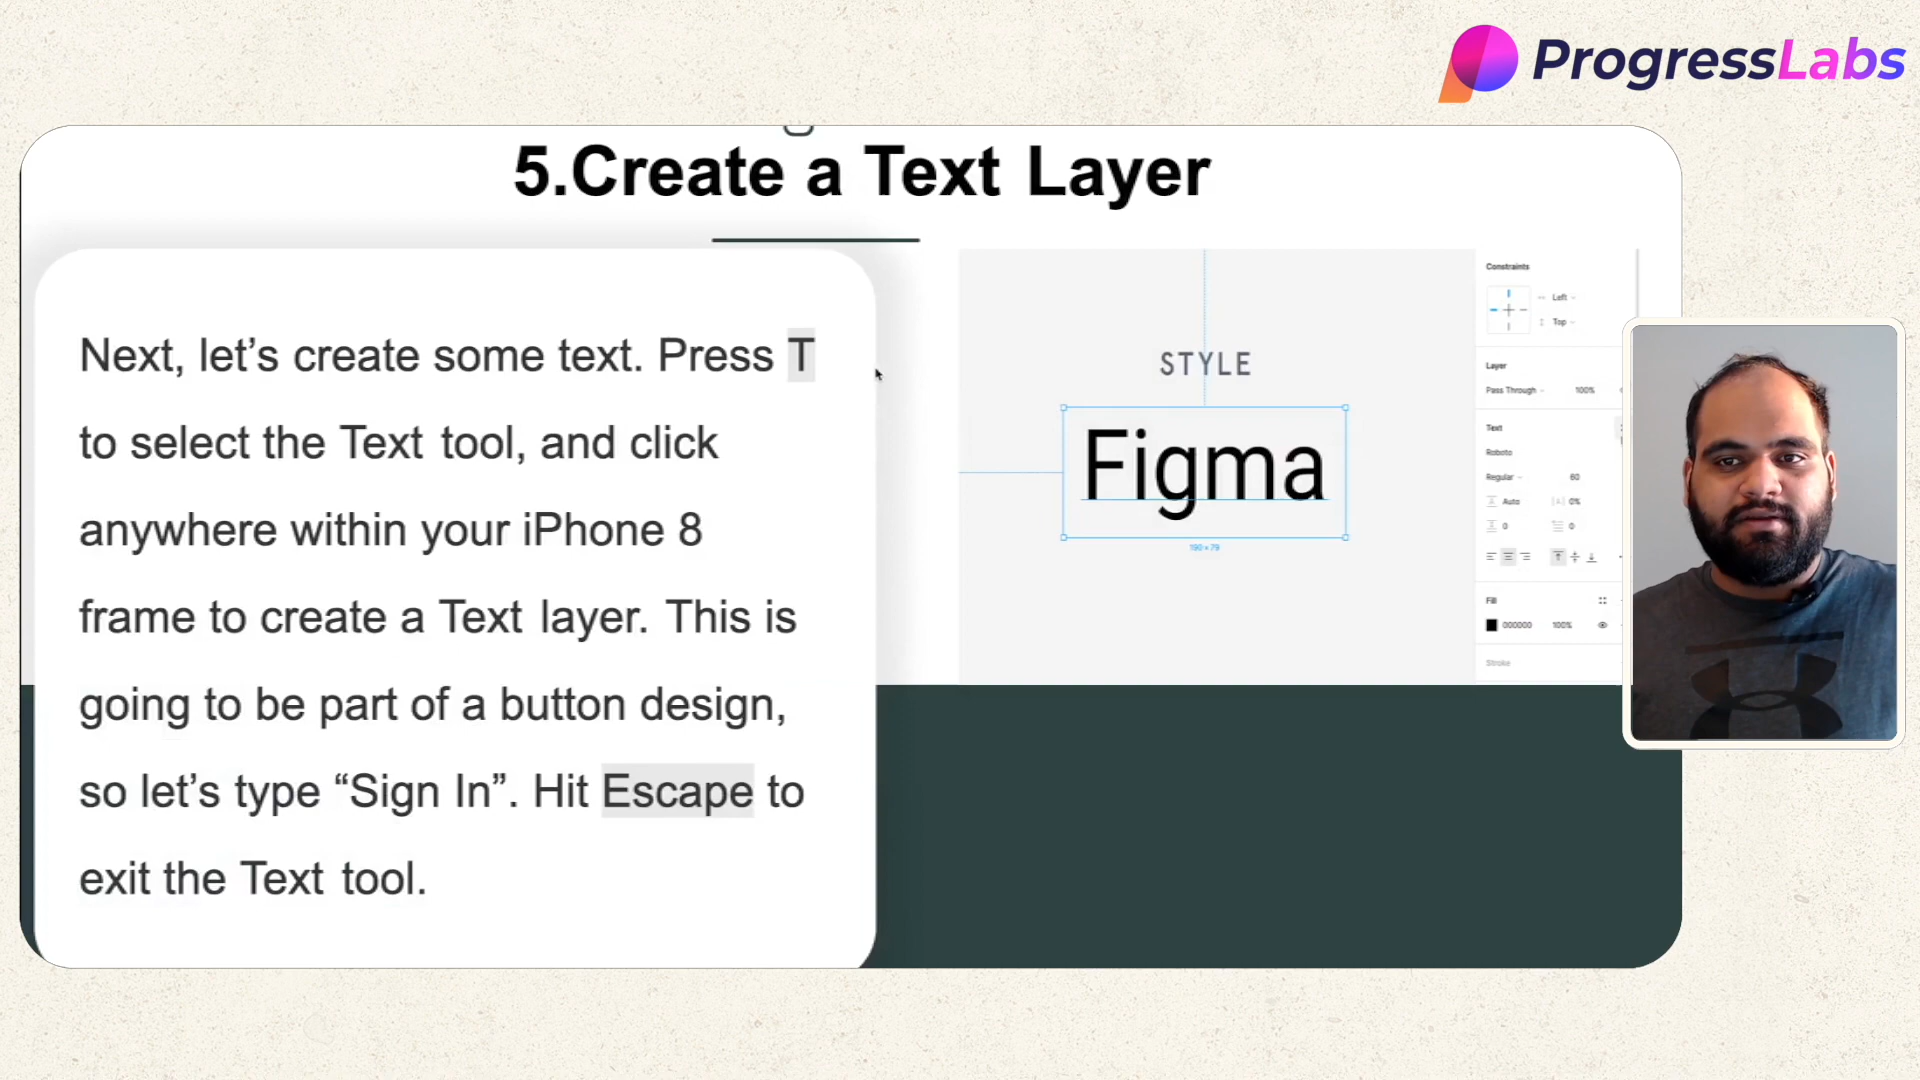 ProgressLabs
5.Create a Text Layer
Next, let’s create some text. Press T
to select the Text tool, and click
anywhere within your iPhone 8
frame to create a Text layer. This is
going to be part of a button design,
so let’s type “Sign In”. Hit Escape to
exit the Text tool.
STYLE
Figma
190 × 79
Constraints
Left
Top
Layer
Pass Through 100%
Text
Roboto
Regular 60
Auto 0%
0 0
Fill
000000 100%
Stroke